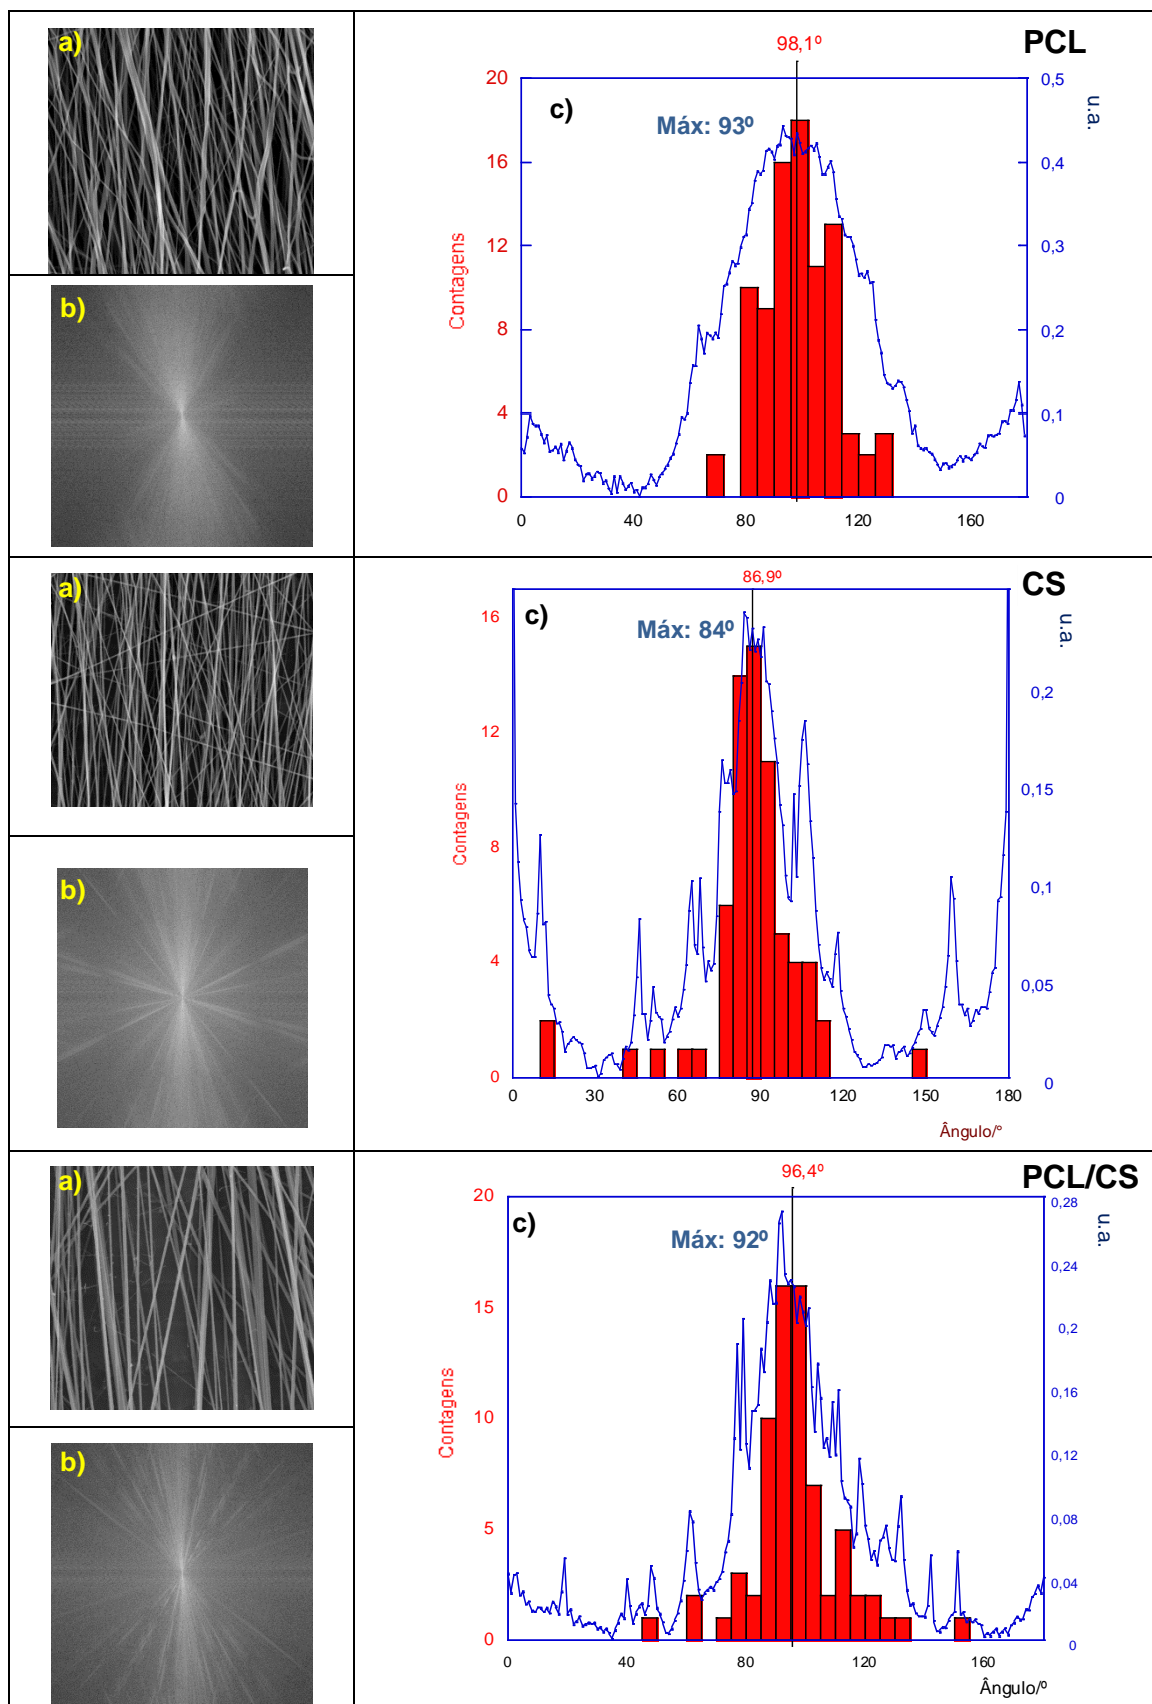 a)
98,1º
PCL
c)
Máx: 93º
20
16
12
8
4
0
Contagens
0,5
0,4
0,3
0,2
0,1
0
u.a.
0
40
80
120
160
b)
a)
86,9º
CS
c)
Máx: 84º
16
12
8
4
0
Contagens
0,2
0,15
0,1
0,05
0
u.a.
0
30
60
90
120
150
180
Ângulo/°
b)
a)
96,4º
PCL/CS
c)
Máx: 92º
20
15
10
5
0
Contagens
0,28
0,24
0,2
0,16
0,12
0,08
0,04
0
u.a.
0
40
80
120
160
Ângulo/º
b)